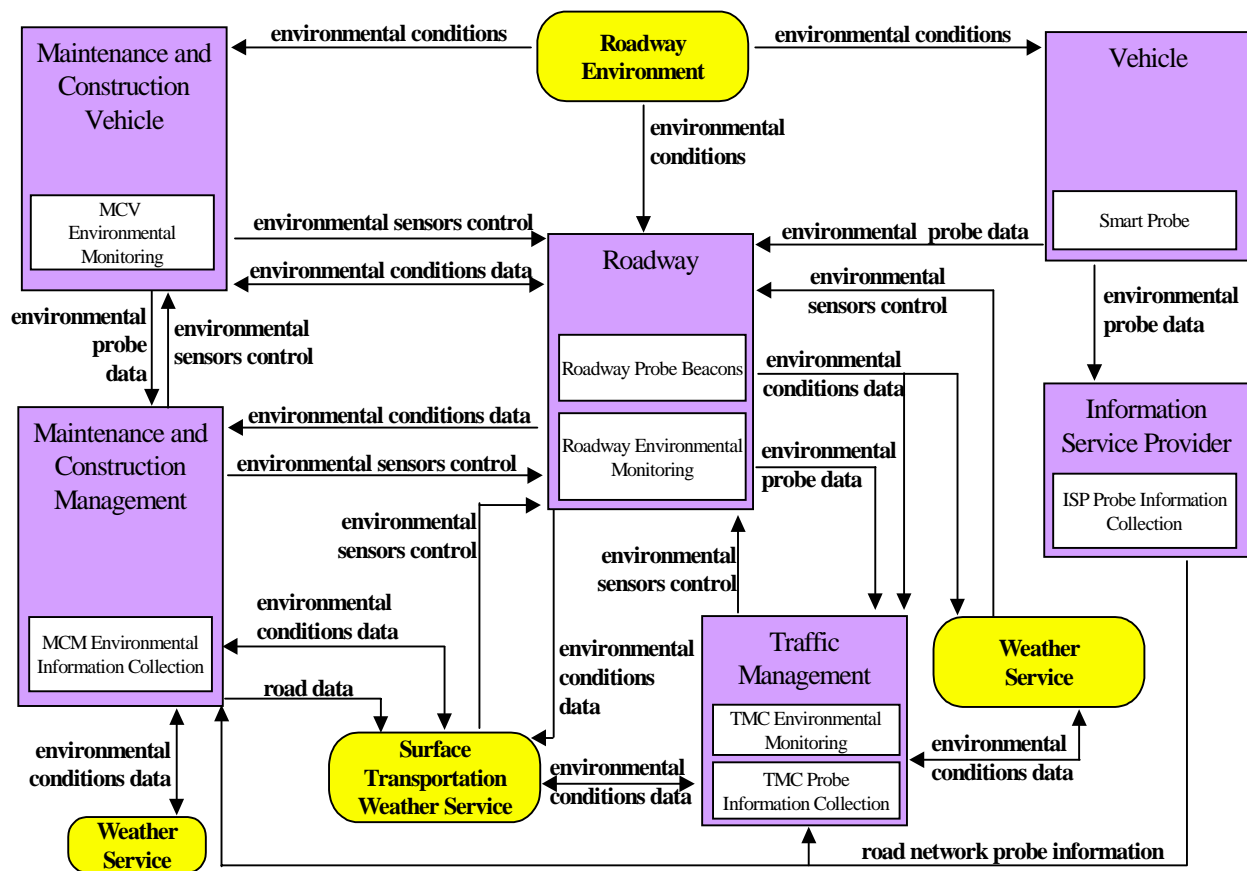 environmental conditions
Roadway
Environment
environmental conditions
Maintenance and
Construction
Vehicle
MCV
Environmental
Monitoring
Vehicle
Smart Probe
environmental
conditions
environmental sensors control
environmental conditions data
environmental probe data
environmental
sensors control
Roadway
Roadway Probe Beacons
Roadway Environmental
Monitoring
environmental
probe
data
environmental
sensors control
environmental
probe data
environmental
conditions data
environmental
probe data
environmental conditions data
environmental sensors control
Maintenance and
Construction
Management
MCM Environmental
Information Collection
Information
Service Provider
ISP Probe Information
Collection
environmental
sensors control
environmental
sensors control
environmental
conditions data
road data
environmental
conditions
data
Traffic
Management
TMC Environmental
Monitoring
TMC Probe
Information Collection
Weather
Service
environmental
conditions data
environmental
conditions data
Surface
Transportation
Weather Service
environmental
conditions data
Weather
Service
road network probe information